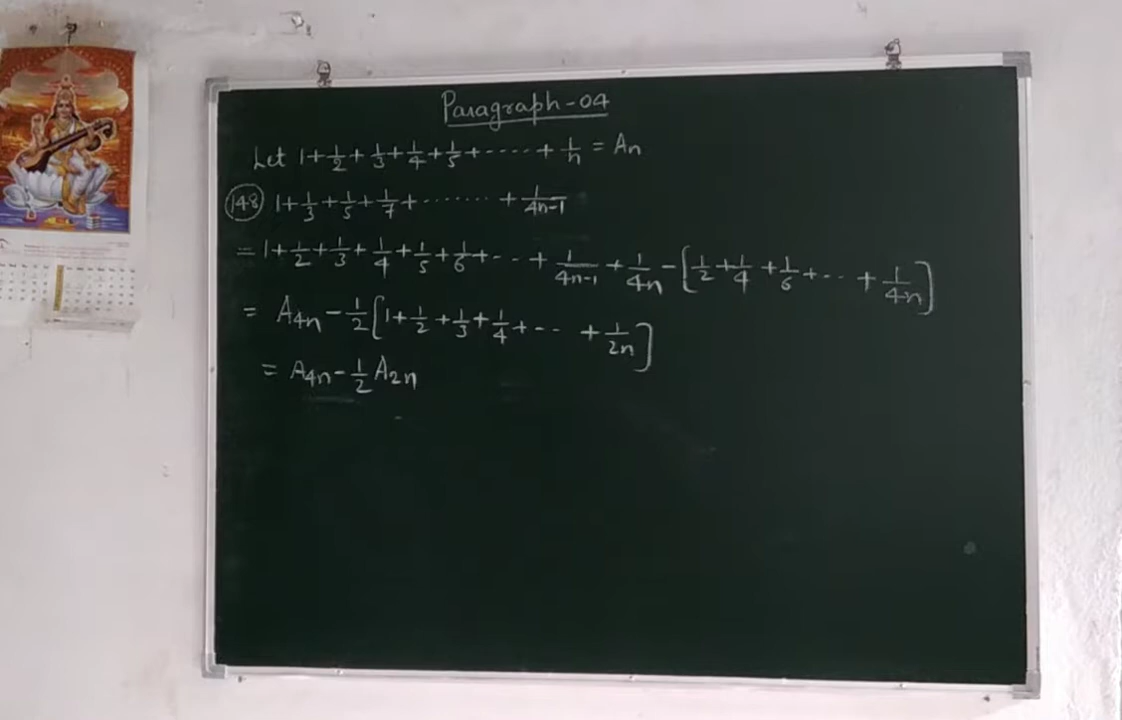 Paragraph-04
Let 1+1/2+1/3+1/4+1/5+.....+1/n = An
148 1+1/3+1/5+1/7+.......+1/4n-1
= 1+1/2+1/3+1/4+1/5+1/6+...+1/4n-1+1/4n-[1/2+1/4+1/6+...+1/4n]
= A4n-1/2[1+1/2+1/3+1/4+...+1/2n]
= A4n-1/2A2n